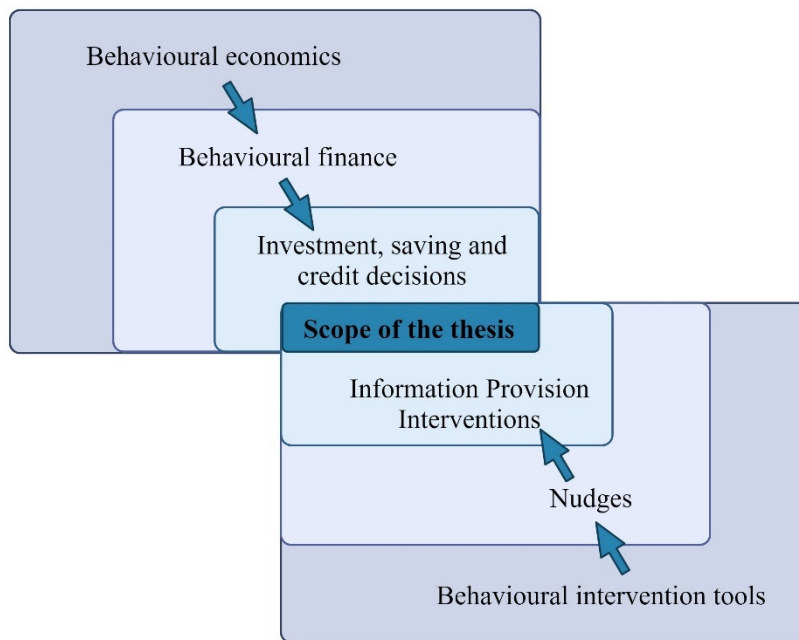 Behavioural economics
Behavioural finance
Investment, saving and
credit decisions
Scope of the thesis
Information Provision
Interventions
Nudges
Behavioural intervention tools